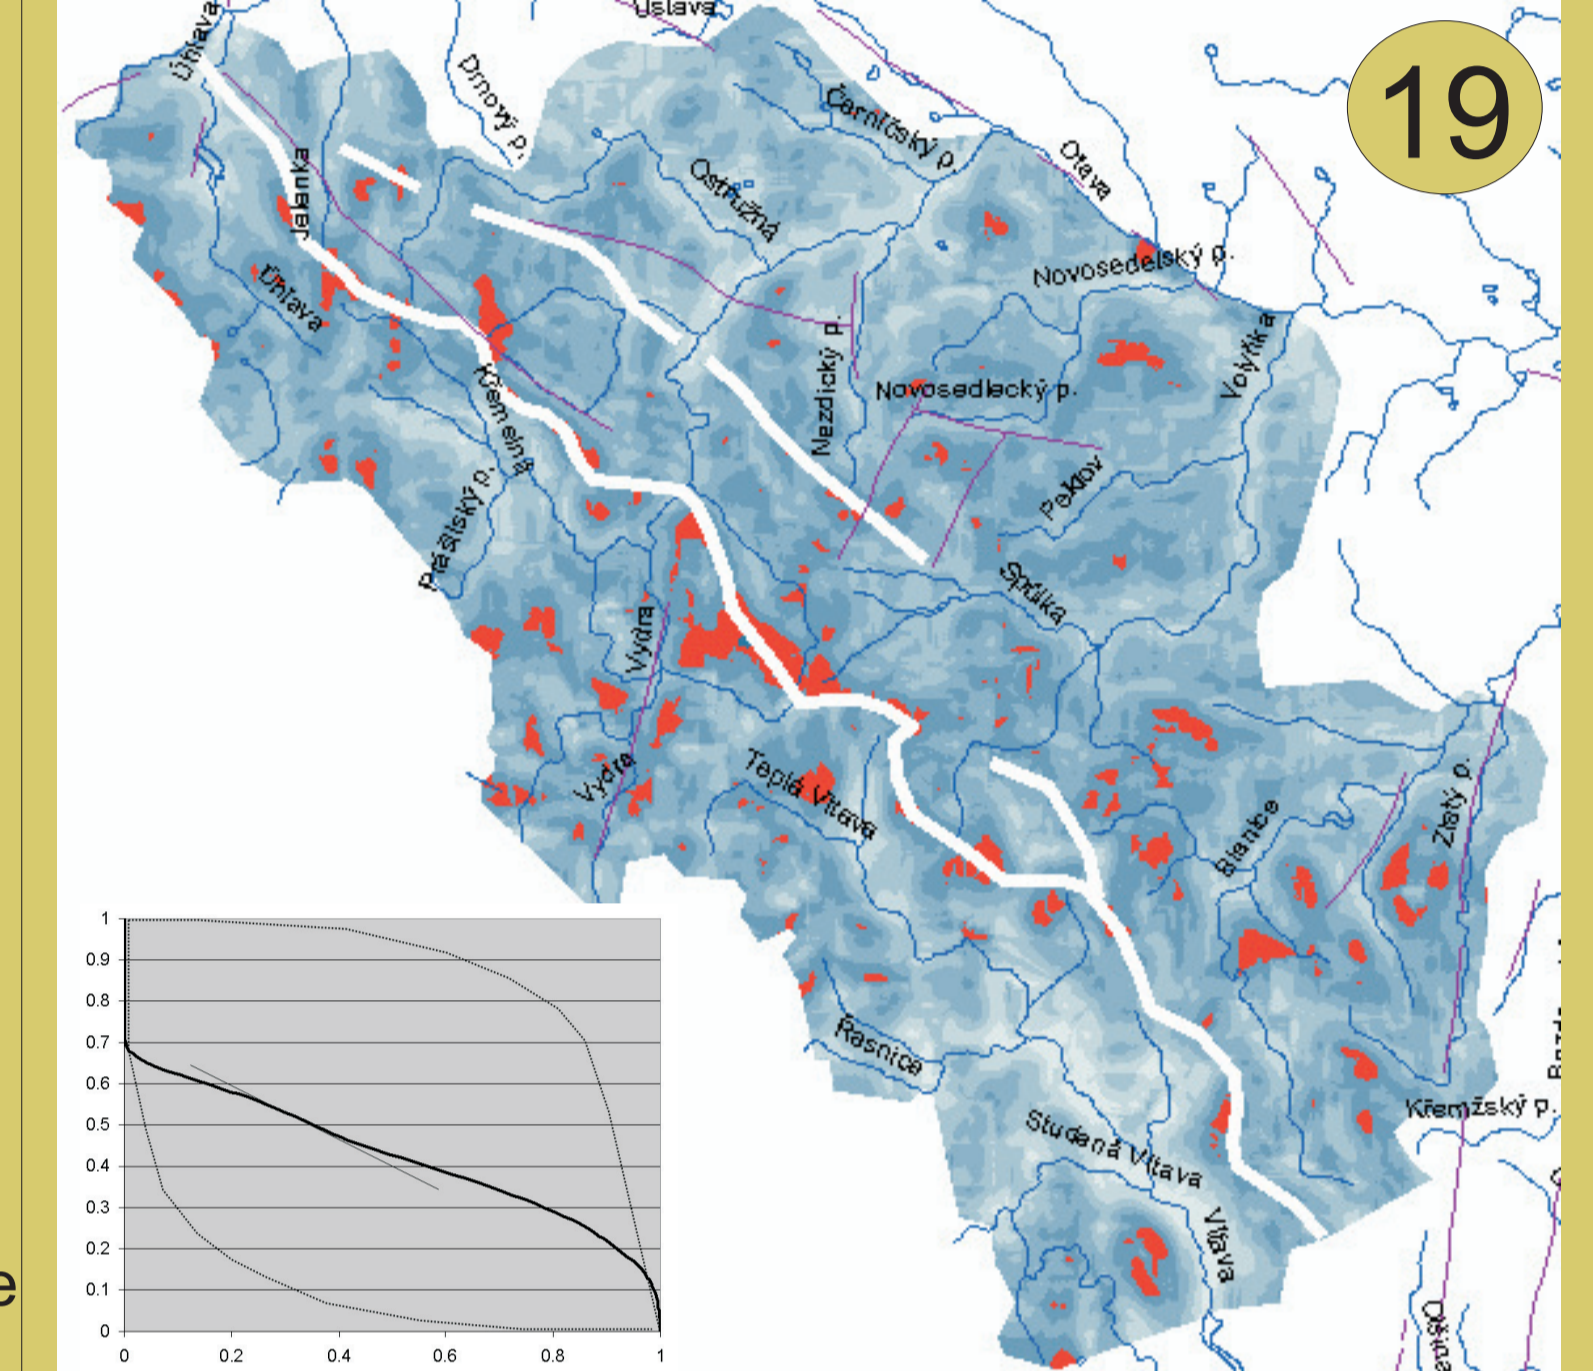 Úhlava
Úslava
19
Drnový p.
Čarničský p.
Otava
Jelenka
Ostružná
Úhlava
Novosedelský p.
Nezdický p.
Volyňka
Novosedlecký p.
Křemelná
Peklov
Prášilský p.
Spůlka
Vydra
Vydra
Teplá Vltava
Zlatý p.
Blanice
Řasnice
Křemžský p.
Studená Vltava
Vltava
e
1
0.9
0.8
0.7
0.6
0.5
0.4
0.3
0.2
0.1
0
0 0.2 0.4 0.6 0.8 1